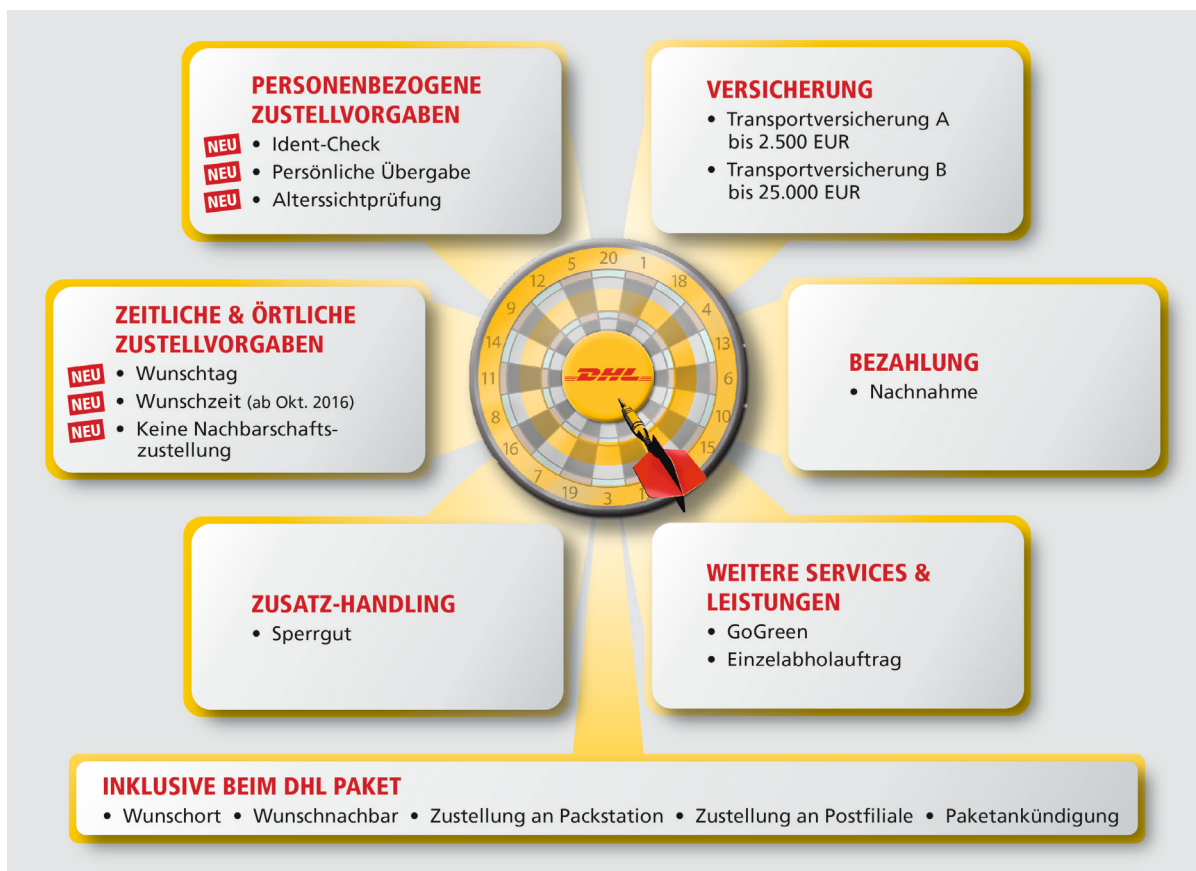 PERSONENBEZOGENE
ZUSTELLVORGABEN
NEU • Ident-Check
NEU • Persönliche Übergabe
NEU • Alterssichtprüfung
VERSICHERUNG
• Transportversicherung A
bis 2.500 EUR
• Transportversicherung B
bis 25.000 EUR
ZEITLICHE & ÖRTLICHE
ZUSTELLVORGABEN
NEU • Wunschtag
NEU • Wunschzeit (ab Okt. 2016)
NEU • Keine Nachbarschafts-
zustellung
20
1
18
4
13
6
10
15
3
19
7
16
8
11
14
9
12
5
DHL
BEZAHLUNG
• Nachnahme
ZUSATZ-HANDLING
• Sperrgut
WEITERE SERVICES &
LEISTUNGEN
• GoGreen
• Einzelabholauftrag
INKLUSIVE BEIM DHL PAKET
• Wunschort • Wunschnachbar • Zustellung an Packstation • Zustellung an Postfiliale • Paketankündigung